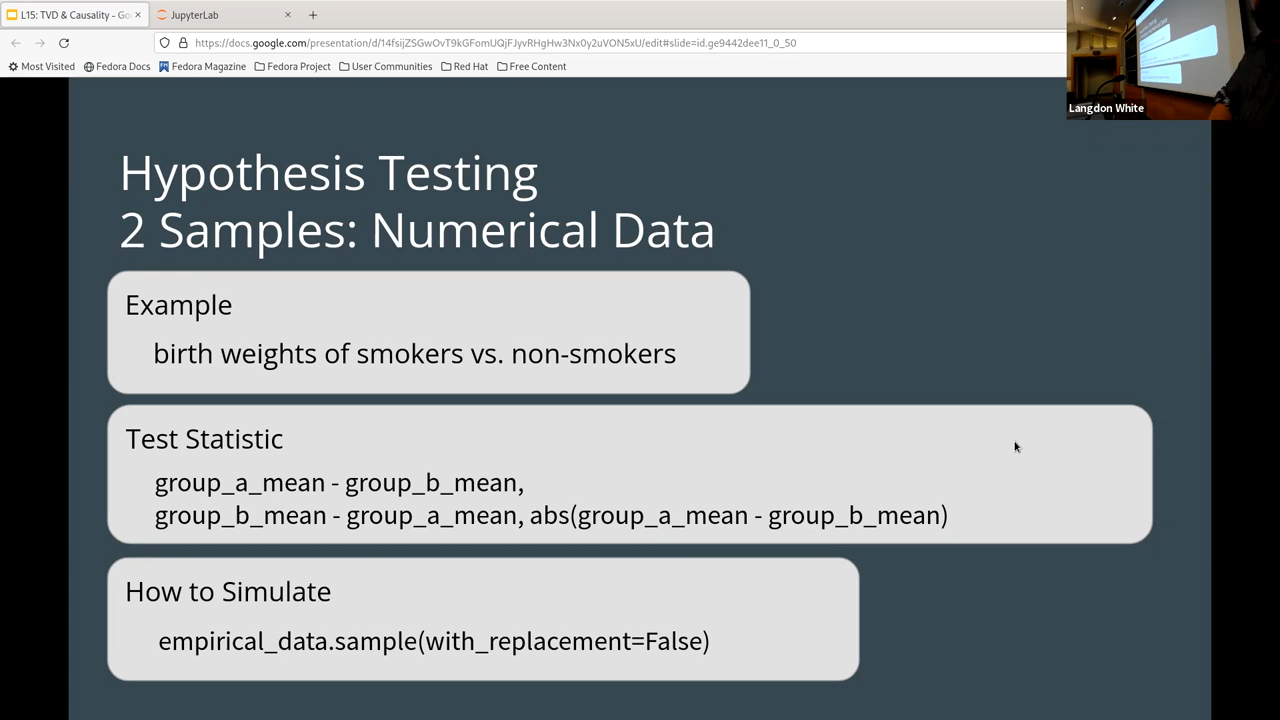 L15: TVD & Causality - Go
JupyterLab
https://docs.google.com/presentation/d/14fsijZSGwOvT9kGFomUQjFJyvRHgHw3Nx0y2uVON5xU/edit#slide=id.ge9442dee11_0_50
Most Visited Fedora Docs Fedora Magazine Fedora Project User Communities Red Hat Free Content
Langdon White
Hypothesis Testing
2 Samples: Numerical Data
Example
birth weights of smokers vs. non-smokers
Test Statistic
group_a_mean - group_b_mean,
group_b_mean - group_a_mean, abs(group_a_mean - group_b_mean)
How to Simulate
empirical_data.sample(with_replacement=False)